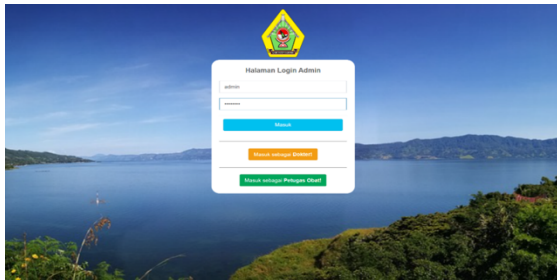 Halaman Login Admin
admin
Masuk
Masuk sebagai Dokter!
Masuk sebagai Petugas Obat!